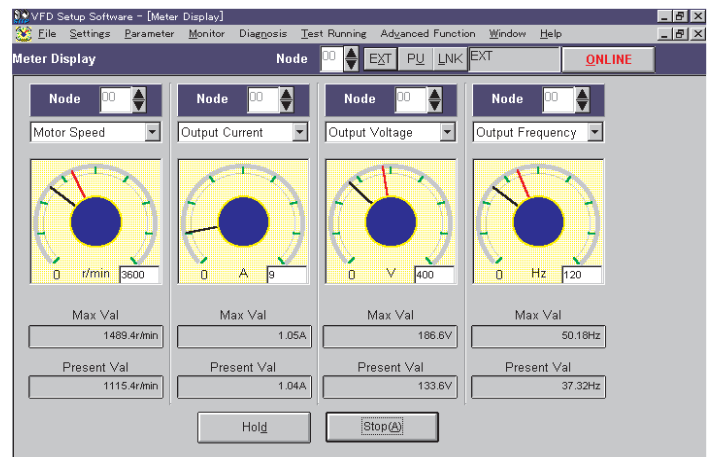 VFD Setup Software - [Meter Display]
File Settings Parameter Monitor Diagnosis Test Running Advanced Function Window Help
Meter Display Node 00 EXT PU LNK EXT ONLINE
Node 00 Node 00 Node 00 Node 00
Motor Speed Output Current Output Voltage Output Frequency
0 r/min 3600 0 A 9 0 V 400 0 Hz 120
Max Val Max Val Max Val Max Val
1489.4r/min 1.05A 186.6V 50.18Hz
Present Val Present Val Present Val Present Val
1115.4r/min 1.04A 133.6V 37.32Hz
Hold Stop(A)